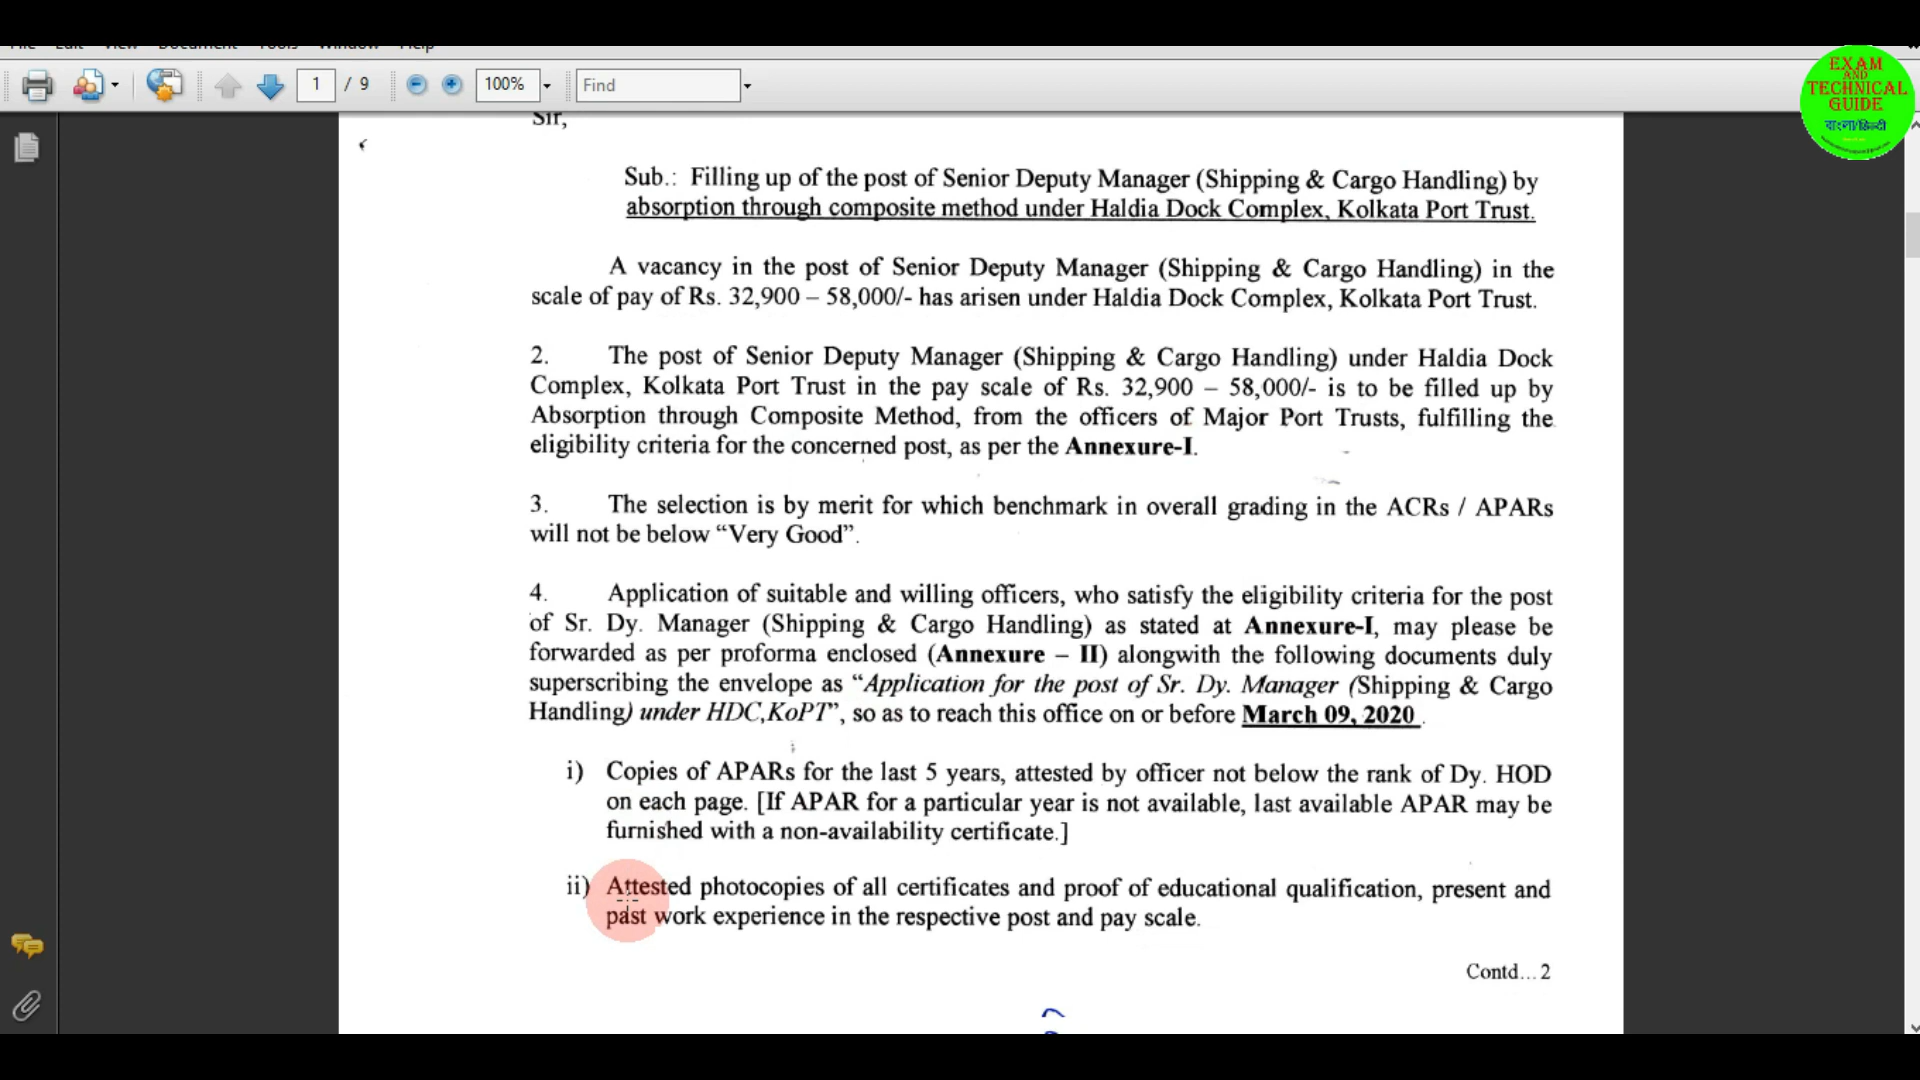 File Edit View Document Tools Window Help
1 / 9 100% Find
EXAM
AND
TECHNICAL
GUIDE
বাংলা/हिन्दी
Sir,
Sub.: Filling up of the post of Senior Deputy Manager (Shipping & Cargo Handling) by
absorption through composite method under Haldia Dock Complex, Kolkata Port Trust.
A vacancy in the post of Senior Deputy Manager (Shipping & Cargo Handling) in the
scale of pay of Rs. 32,900 – 58,000/- has arisen under Haldia Dock Complex, Kolkata Port Trust.
2. The post of Senior Deputy Manager (Shipping & Cargo Handling) under Haldia Dock
Complex, Kolkata Port Trust in the pay scale of Rs. 32,900 – 58,000/- is to be filled up by
Absorption through Composite Method, from the officers of Major Port Trusts, fulfilling the
eligibility criteria for the concerned post, as per the Annexure-I.
3. The selection is by merit for which benchmark in overall grading in the ACRs / APARs
will not be below “Very Good”.
4. Application of suitable and willing officers, who satisfy the eligibility criteria for the post
of Sr. Dy. Manager (Shipping & Cargo Handling) as stated at Annexure-I, may please be
forwarded as per proforma enclosed (Annexure – II) alongwith the following documents duly
superscribing the envelope as “Application for the post of Sr. Dy. Manager (Shipping & Cargo
Handling) under HDC,KoPT”, so as to reach this office on or before March 09, 2020.
i) Copies of APARs for the last 5 years, attested by officer not below the rank of Dy. HOD
on each page. [If APAR for a particular year is not available, last available APAR may be
furnished with a non-availability certificate.]
ii) Attested photocopies of all certificates and proof of educational qualification, present and
past work experience in the respective post and pay scale.
Contd...2